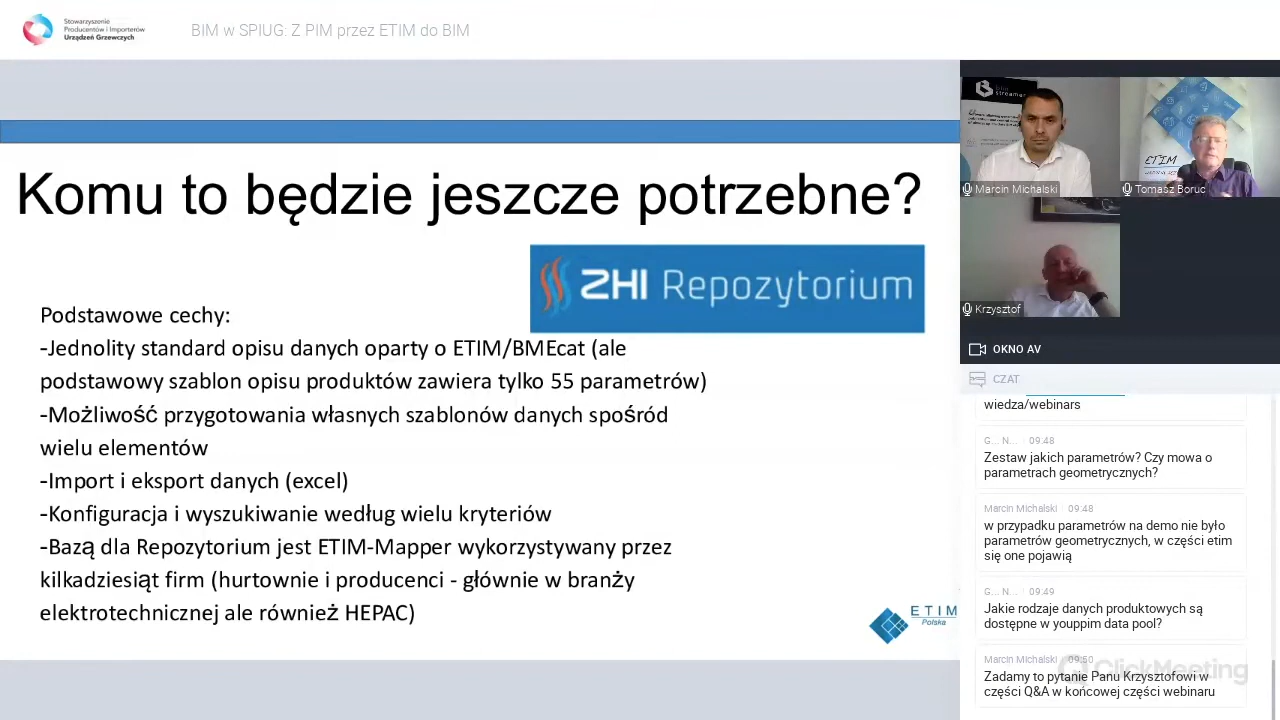 Stowarzyszenie
Producentów i Importerów
Urządzeń Grzewczych
BIM w SPIUG: Z PIM przez ETIM do BIM
Komu to będzie jeszcze potrzebne?
ZHI Repozytorium
Podstawowe cechy:
-Jednolity standard opisu danych oparty o ETIM/BMEcat (ale
podstawowy szablon opisu produktów zawiera tylko 55 parametrów)
-Możliwość przygotowania własnych szablonów danych spośród
wielu elementów
-Import i eksport danych (excel)
-Konfiguracja i wyszukiwanie według wielu kryteriów
-Bazą dla Repozytorium jest ETIM-Mapper wykorzystywany przez
kilkadziesiąt firm (hurtownie i producenci - głównie w branży
elektrotechnicznej ale również HEPAC)
ETIM
Polska
bim
streamer
Marcin Michalski
ETIM
Tomasz Boruc
Krzysztof
OKNO AV
CZAT
wiedza/webinars
G... N... 09:48
Zestaw jakich parametrów? Czy mowa o
parametrach geometrycznych?
Marcin Michalski 09:48
w przypadku parametrów na demo nie było
parametrów geometrycznych, w części etim
się one pojawią
G... N... 09:49
Jakie rodzaje danych produktowych są
dostępne w youppim data pool?
Marcin Michalski 09:50
ClickMeeting
Zadamy to pytanie Panu Krzysztofowi w
części Q&A w końcowej części webinaru